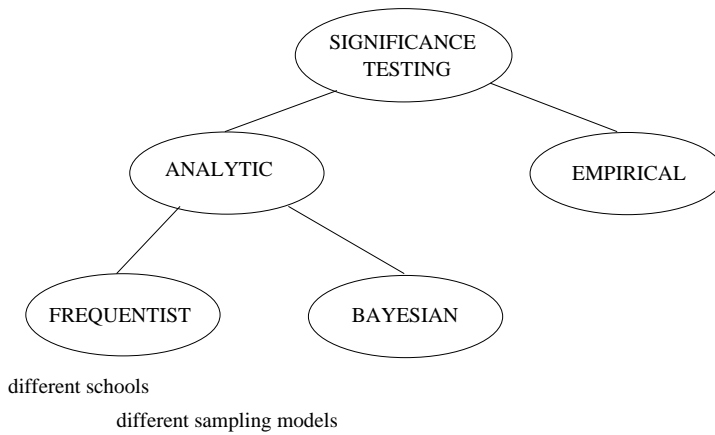 SIGNIFICANCE
TESTING
ANALYTIC
EMPIRICAL
FREQUENTIST
BAYESIAN
different schools
different sampling models